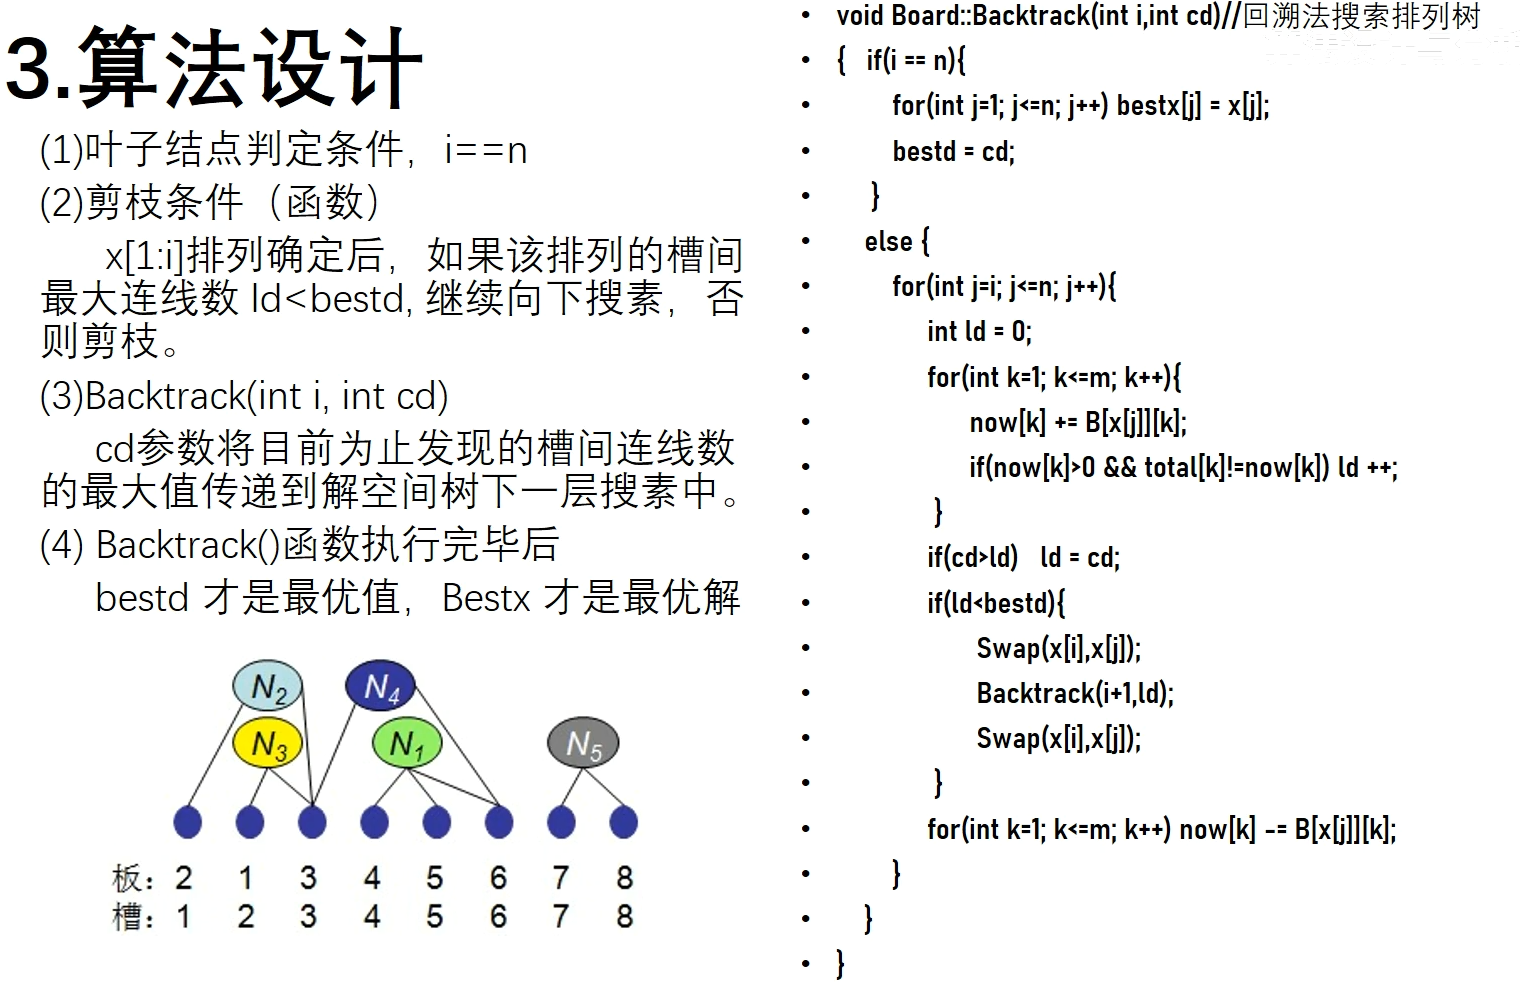 3.算法设计
(1)叶子结点判定条件，i==n
(2)剪枝条件（函数）
x[1:i]排列确定后，如果该排列的槽间
最大连线数 ld<bestd, 继续向下搜素，否
则剪枝。
(3)Backtrack(int i, int cd)
cd参数将目前为止发现的槽间连线数
的最大值传递到解空间树下一层搜素中。
(4) Backtrack()函数执行完毕后
bestd 才是最优值，Bestx 才是最优解
N2
N4
N3
N1
N5
板：2 1 3 4 5 6 7 8
槽：1 2 3 4 5 6 7 8
• void Board::Backtrack(int i,int cd)//回溯法搜索排列树
• { if(i == n){
• for(int j=1; j<=n; j++) bestx[j] = x[j];
• bestd = cd;
• }
• else {
• for(int j=i; j<=n; j++){
• int ld = 0;
• for(int k=1; k<=m; k++){
• now[k] += B[x[j]][k];
• if(now[k]>0 && total[k]!=now[k]) ld ++;
• }
• if(cd>ld) ld = cd;
• if(ld<bestd){
• Swap(x[i],x[j]);
• Backtrack(i+1,ld);
• Swap(x[i],x[j]);
• }
• for(int k=1; k<=m; k++) now[k] -= B[x[j]][k];
• }
• }
• }